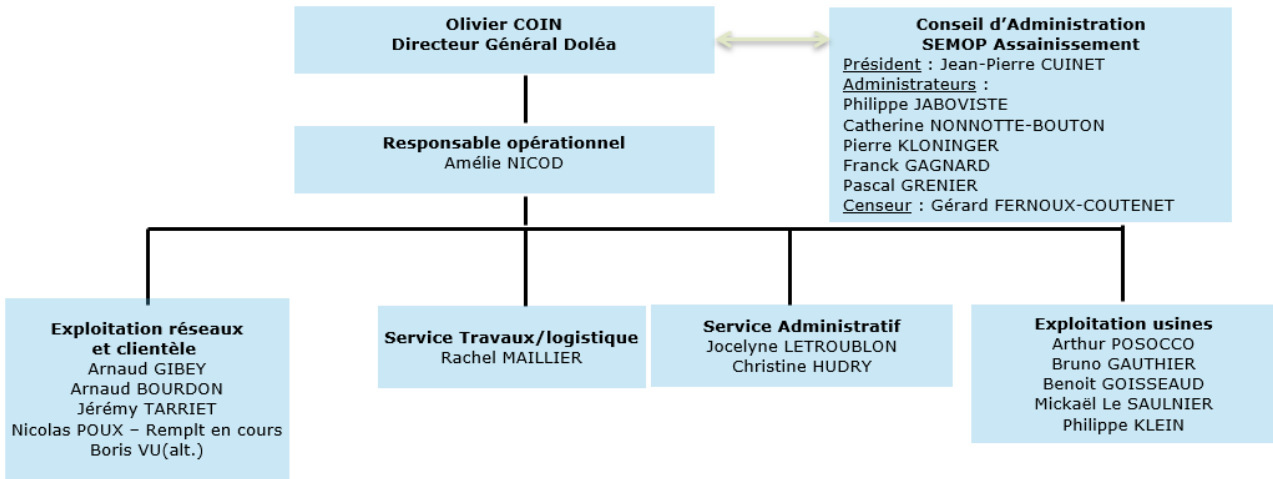 Olivier COIN
Directeur Général Doléa
Conseil d'Administration
SEMOP Assainissement
Président : Jean-Pierre CUINET
Administrateurs :
Philippe JABOVISTE
Catherine NONNOTTE-BOUTON
Pierre KLONINGER
Franck GAGNARD
Pascal GRENIER
Censeur : Gérard FERNOUX-COUTENET
Responsable opérationnel
Amélie NICOD
Exploitation réseaux
et clientèle
Arnaud GIBEY
Arnaud BOURDON
Jérémy TARRIET
Nicolas POUX – Remplt en cours
Boris VU(alt.)
Service Travaux/logistique
Rachel MAILLIER
Service Administratif
Jocelyne LETROUBLON
Christine HUDRY
Exploitation usines
Arthur POSOCCO
Bruno GAUTHIER
Benoit GOISSEAUD
Mickaël Le SAULNIER
Philippe KLEIN